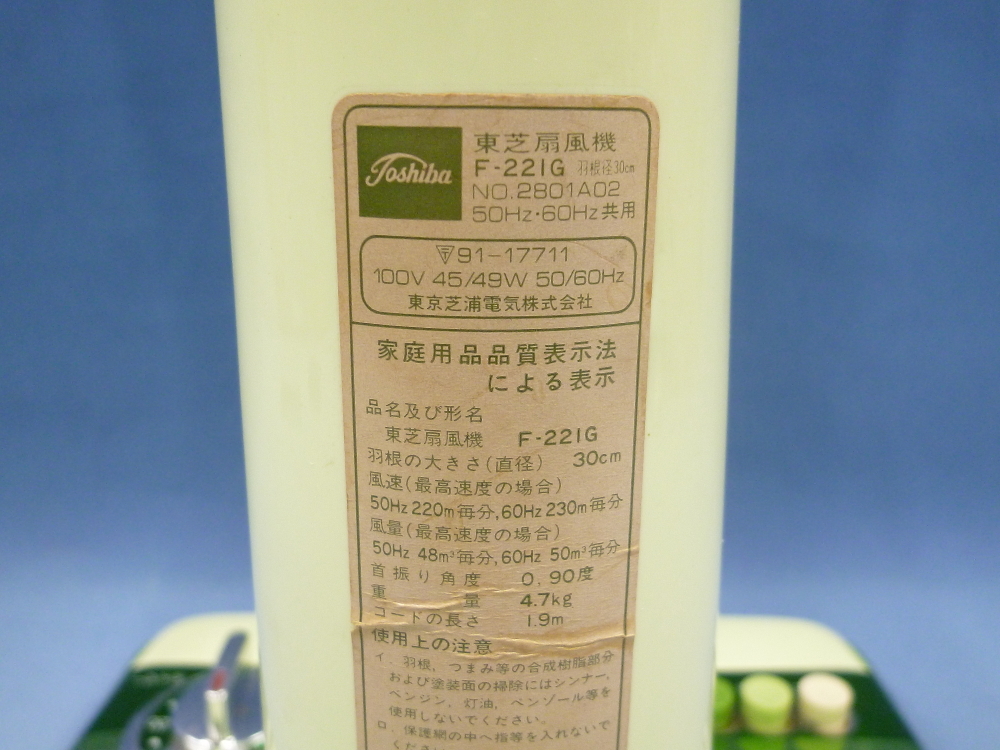 Toshiba
東芝扇風機
F-221G 羽根径30cm
NO.2801A02
50Hz・60Hz共用
〒91-17711
100V 45/49W 50/60Hz
東京芝浦電気株式会社
家庭用品品質表示法
による表示
品名及び形名
東芝扇風機 F-221G
羽根の大きさ(直径) 30cm
風速(最高速度の場合)
50Hz 220m毎分,60Hz 230m毎分
風量(最高速度の場合)
50Hz 48m³毎分,60Hz 50m³毎分
首振り角度 0,90度
重量 4.7kg
コードの長さ 1.9m
使用上の注意
イ．羽根，つまみ等の合成樹脂部分
および塗装面の掃除にはシンナー，
ベンジン，灯油，ベンゾール等を
使用しないでください。
ロ．保護網の中へ指等を入れないで